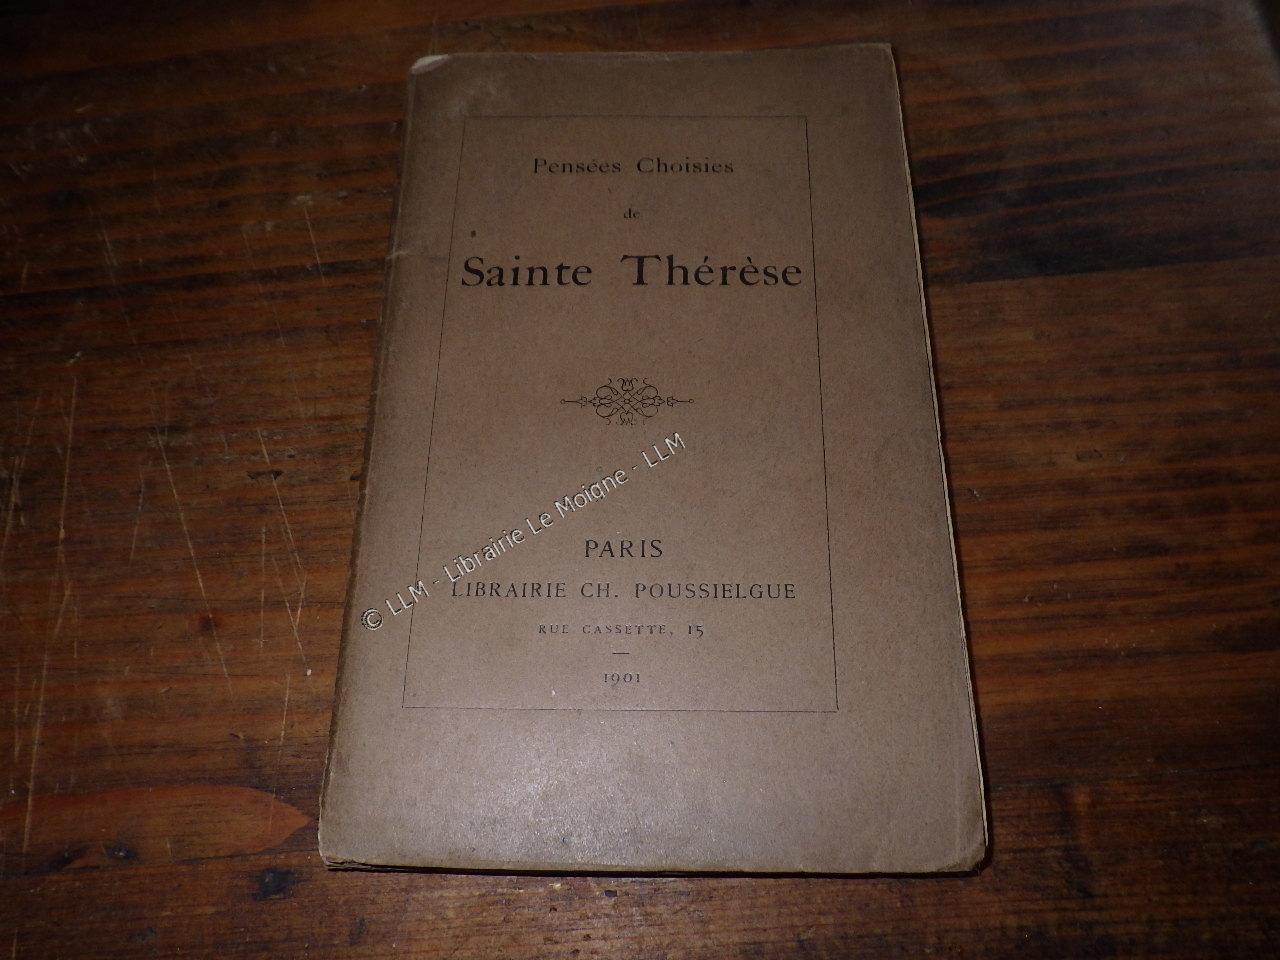 Pensées Choisies
de
Sainte Thérèse
© LLM - Librairie Le Moigne - LLM
PARIS
LIBRAIRIE CH. POUSSIELGUE
RUE CASSETTE, 15
1901